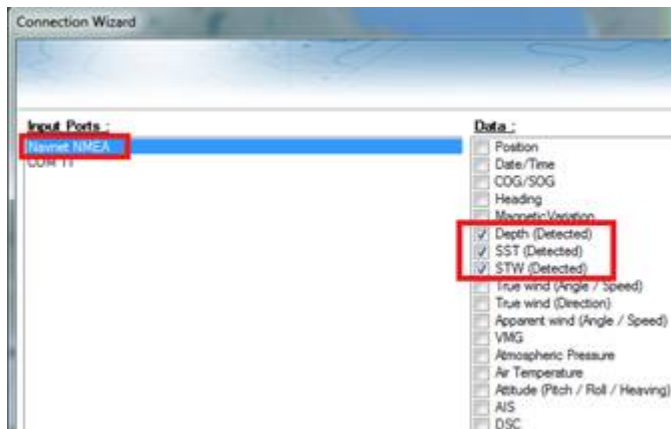 Connection Wizard
Input Ports :
Navnet NMEA
Data :
Position
Date/Time
COG/SOG
Heading
Magnetic Variation
Depth (Detected)
SST (Detected)
STW (Detected)
True wind (Angle / Speed)
True wind (Direction)
Apparent wind (Angle / Speed)
VMG
Atmospheric Pressure
Air Temperature
Attitude (Pitch / Roll / Heaving)
AIS
DSC